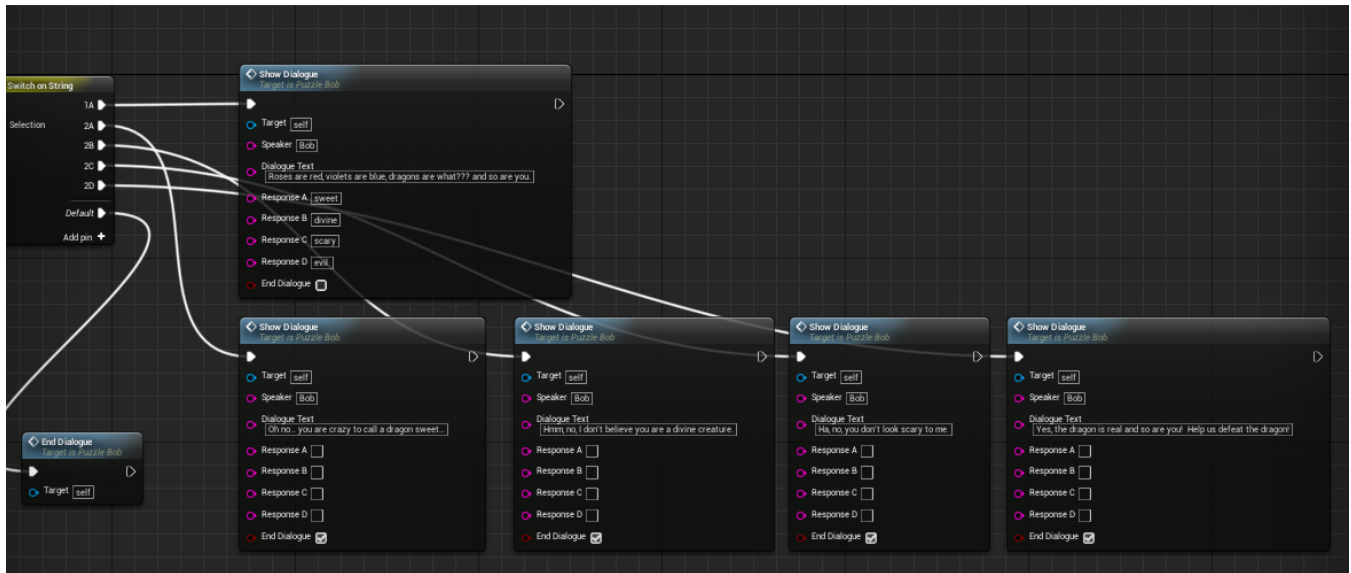 Switch on String
1A
Selection
2A
2B
2C
2D
Default
Add pin +
Show Dialogue
Target is Puzzle Bob
Target self
Speaker Bob
Dialogue Text
Roses are red, violets are blue, dragons are what??? and so are you.
Response A sweet
Response B divine
Response C scary
Response D evil.
End Dialogue
End Dialogue
Target is Puzzle Bob
Target self
Show Dialogue
Target is Puzzle Bob
Target self
Speaker Bob
Dialogue Text
Oh no... you are crazy to call a dragon sweet...
Response A
Response B
Response C
Response D
End Dialogue
Show Dialogue
Target is Puzzle Bob
Target self
Speaker Bob
Dialogue Text
Hmm, no, I don't believe you are a divine creature.
Response A
Response B
Response C
Response D
End Dialogue
Show Dialogue
Target is Puzzle Bob
Target self
Speaker Bob
Dialogue Text
Ha, no, you don't look scary to me.
Response A
Response B
Response C
Response D
End Dialogue
Show Dialogue
Target is Puzzle Bob
Target self
Speaker Bob
Dialogue Text
Yes, the dragon is real and so are you! Help us defeat the dragon!
Response A
Response B
Response C
Response D
End Dialogue